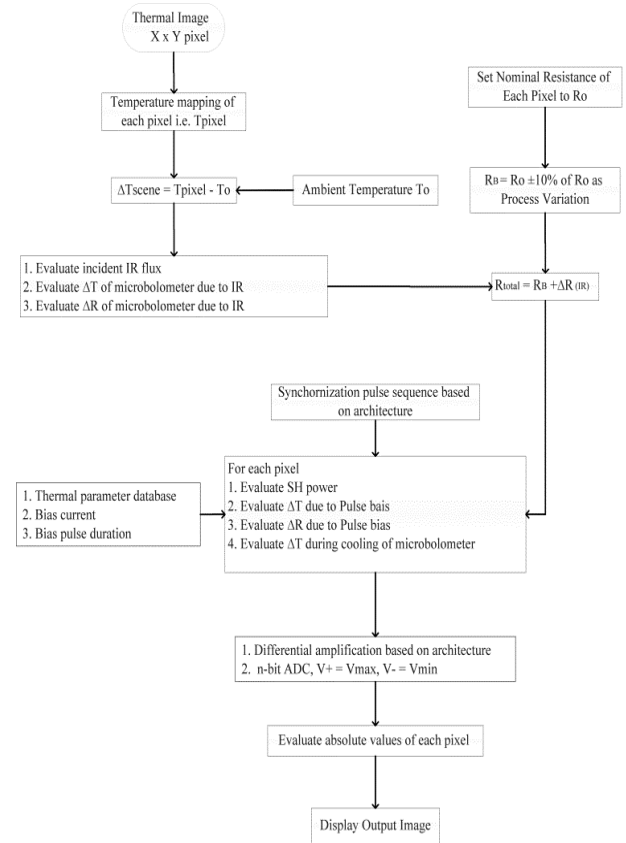 Thermal Image
X x Y pixel
Set Nominal Resistance of
Each Pixel to Ro
Temperature mapping of
each pixel i.e. Tpixel
ΔTscene = Tpixel - To
Ambient Temperature To
RB= Ro ±10% of Ro as
Process Variation
1. Evaluate incident IR flux
2. Evaluate ΔT of microbolometer due to IR
3. Evaluate ΔR of microbolometer due to IR
Rtotal = RB +ΔR (IR)
Synchornization pulse sequence based
on architecture
For each pixel
1. Evaluate SH power
2. Evaluate ΔT due to Pulse bais
3. Evaluate ΔR due to Pulse bias
4. Evaluate ΔT during cooling of microbolometer
1. Thermal parameter database
2. Bias current
3. Bias pulse duration
1. Differential amplification based on architecture
2. n-bit ADC, V+ = Vmax, V- = Vmin
Evaluate absolute values of each pixel
Display Output Image